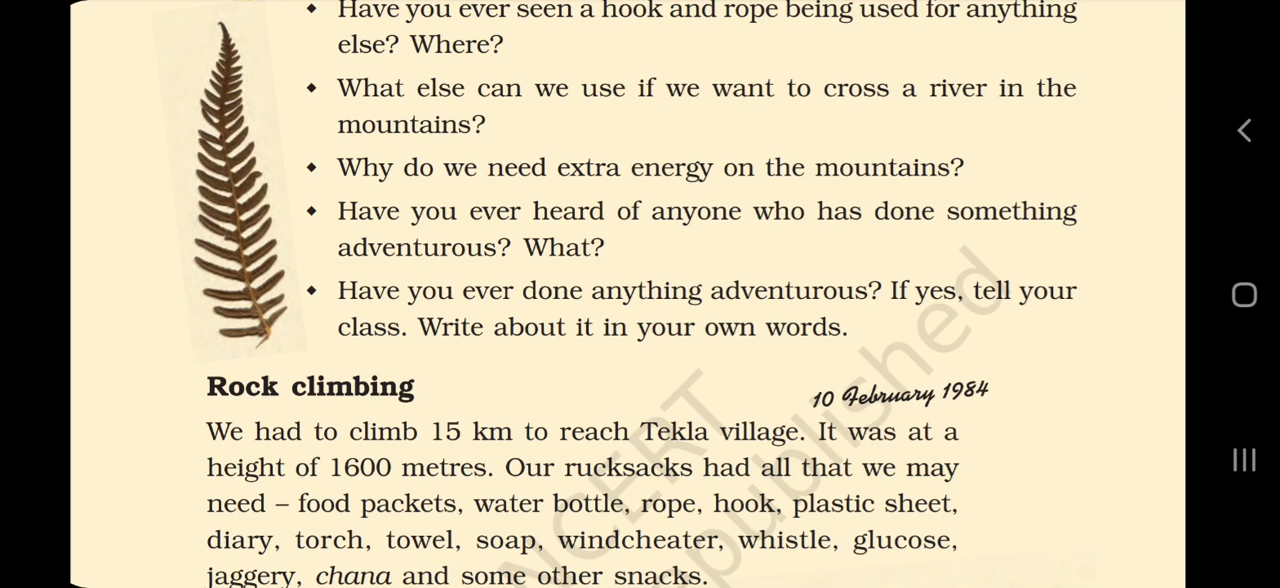 Have you ever seen a hook and rope being used for anything
else? Where?
What else can we use if we want to cross a river in the
mountains?
Why do we need extra energy on the mountains?
Have you ever heard of anyone who has done something
adventurous? What?
Have you ever done anything adventurous? If yes, tell your
class. Write about it in your own words.
Rock climbing
10 February 1984
We had to climb 15 km to reach Tekla village. It was at a
height of 1600 metres. Our rucksacks had all that we may
need – food packets, water bottle, rope, hook, plastic sheet,
diary, torch, towel, soap, windcheater, whistle, glucose,
jaggery, chana and some other snacks.
NCERT
published